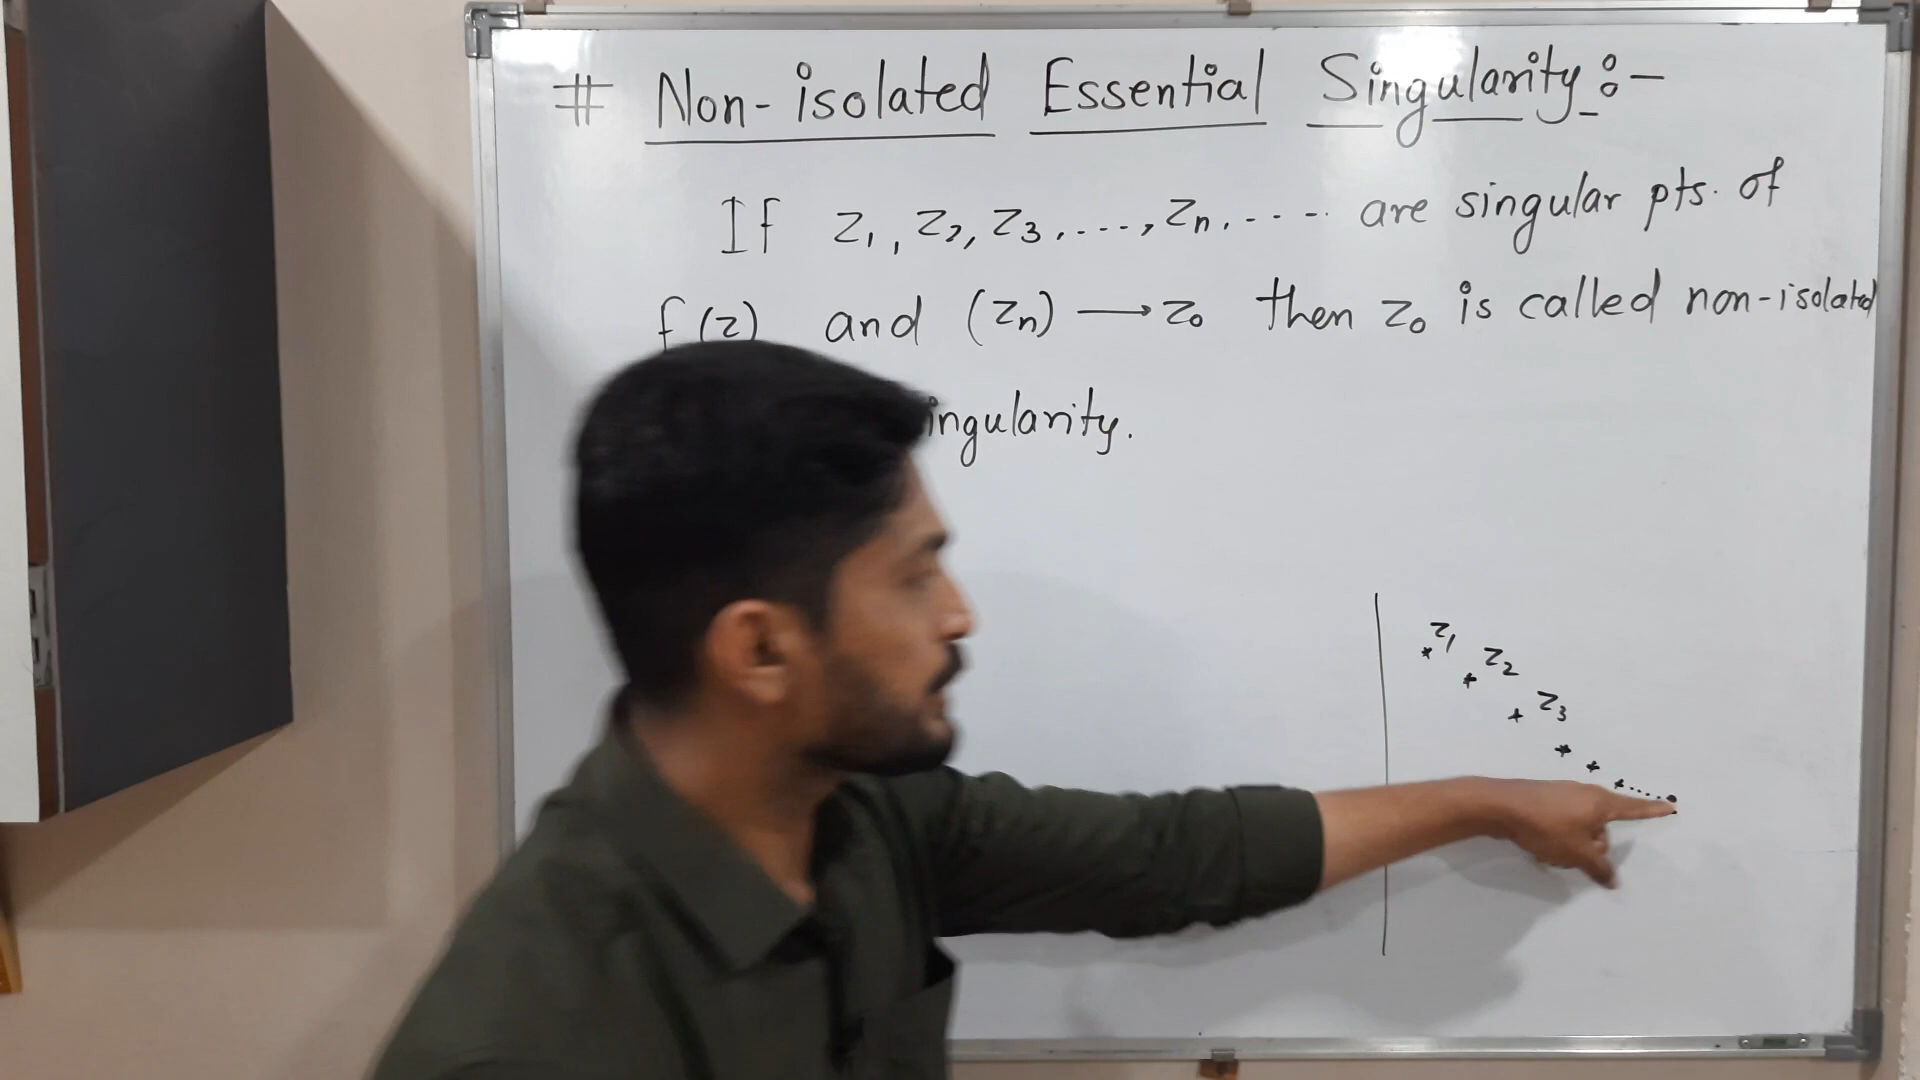 # Non-isolated Essential Singularity :-
If z₁, z₂, z₃, ...., zₙ, .... are singular pts. of
f(z) and (zₙ) → z₀ then z₀ is called non-isolated
ingularity.
z₁
z₂
z₃